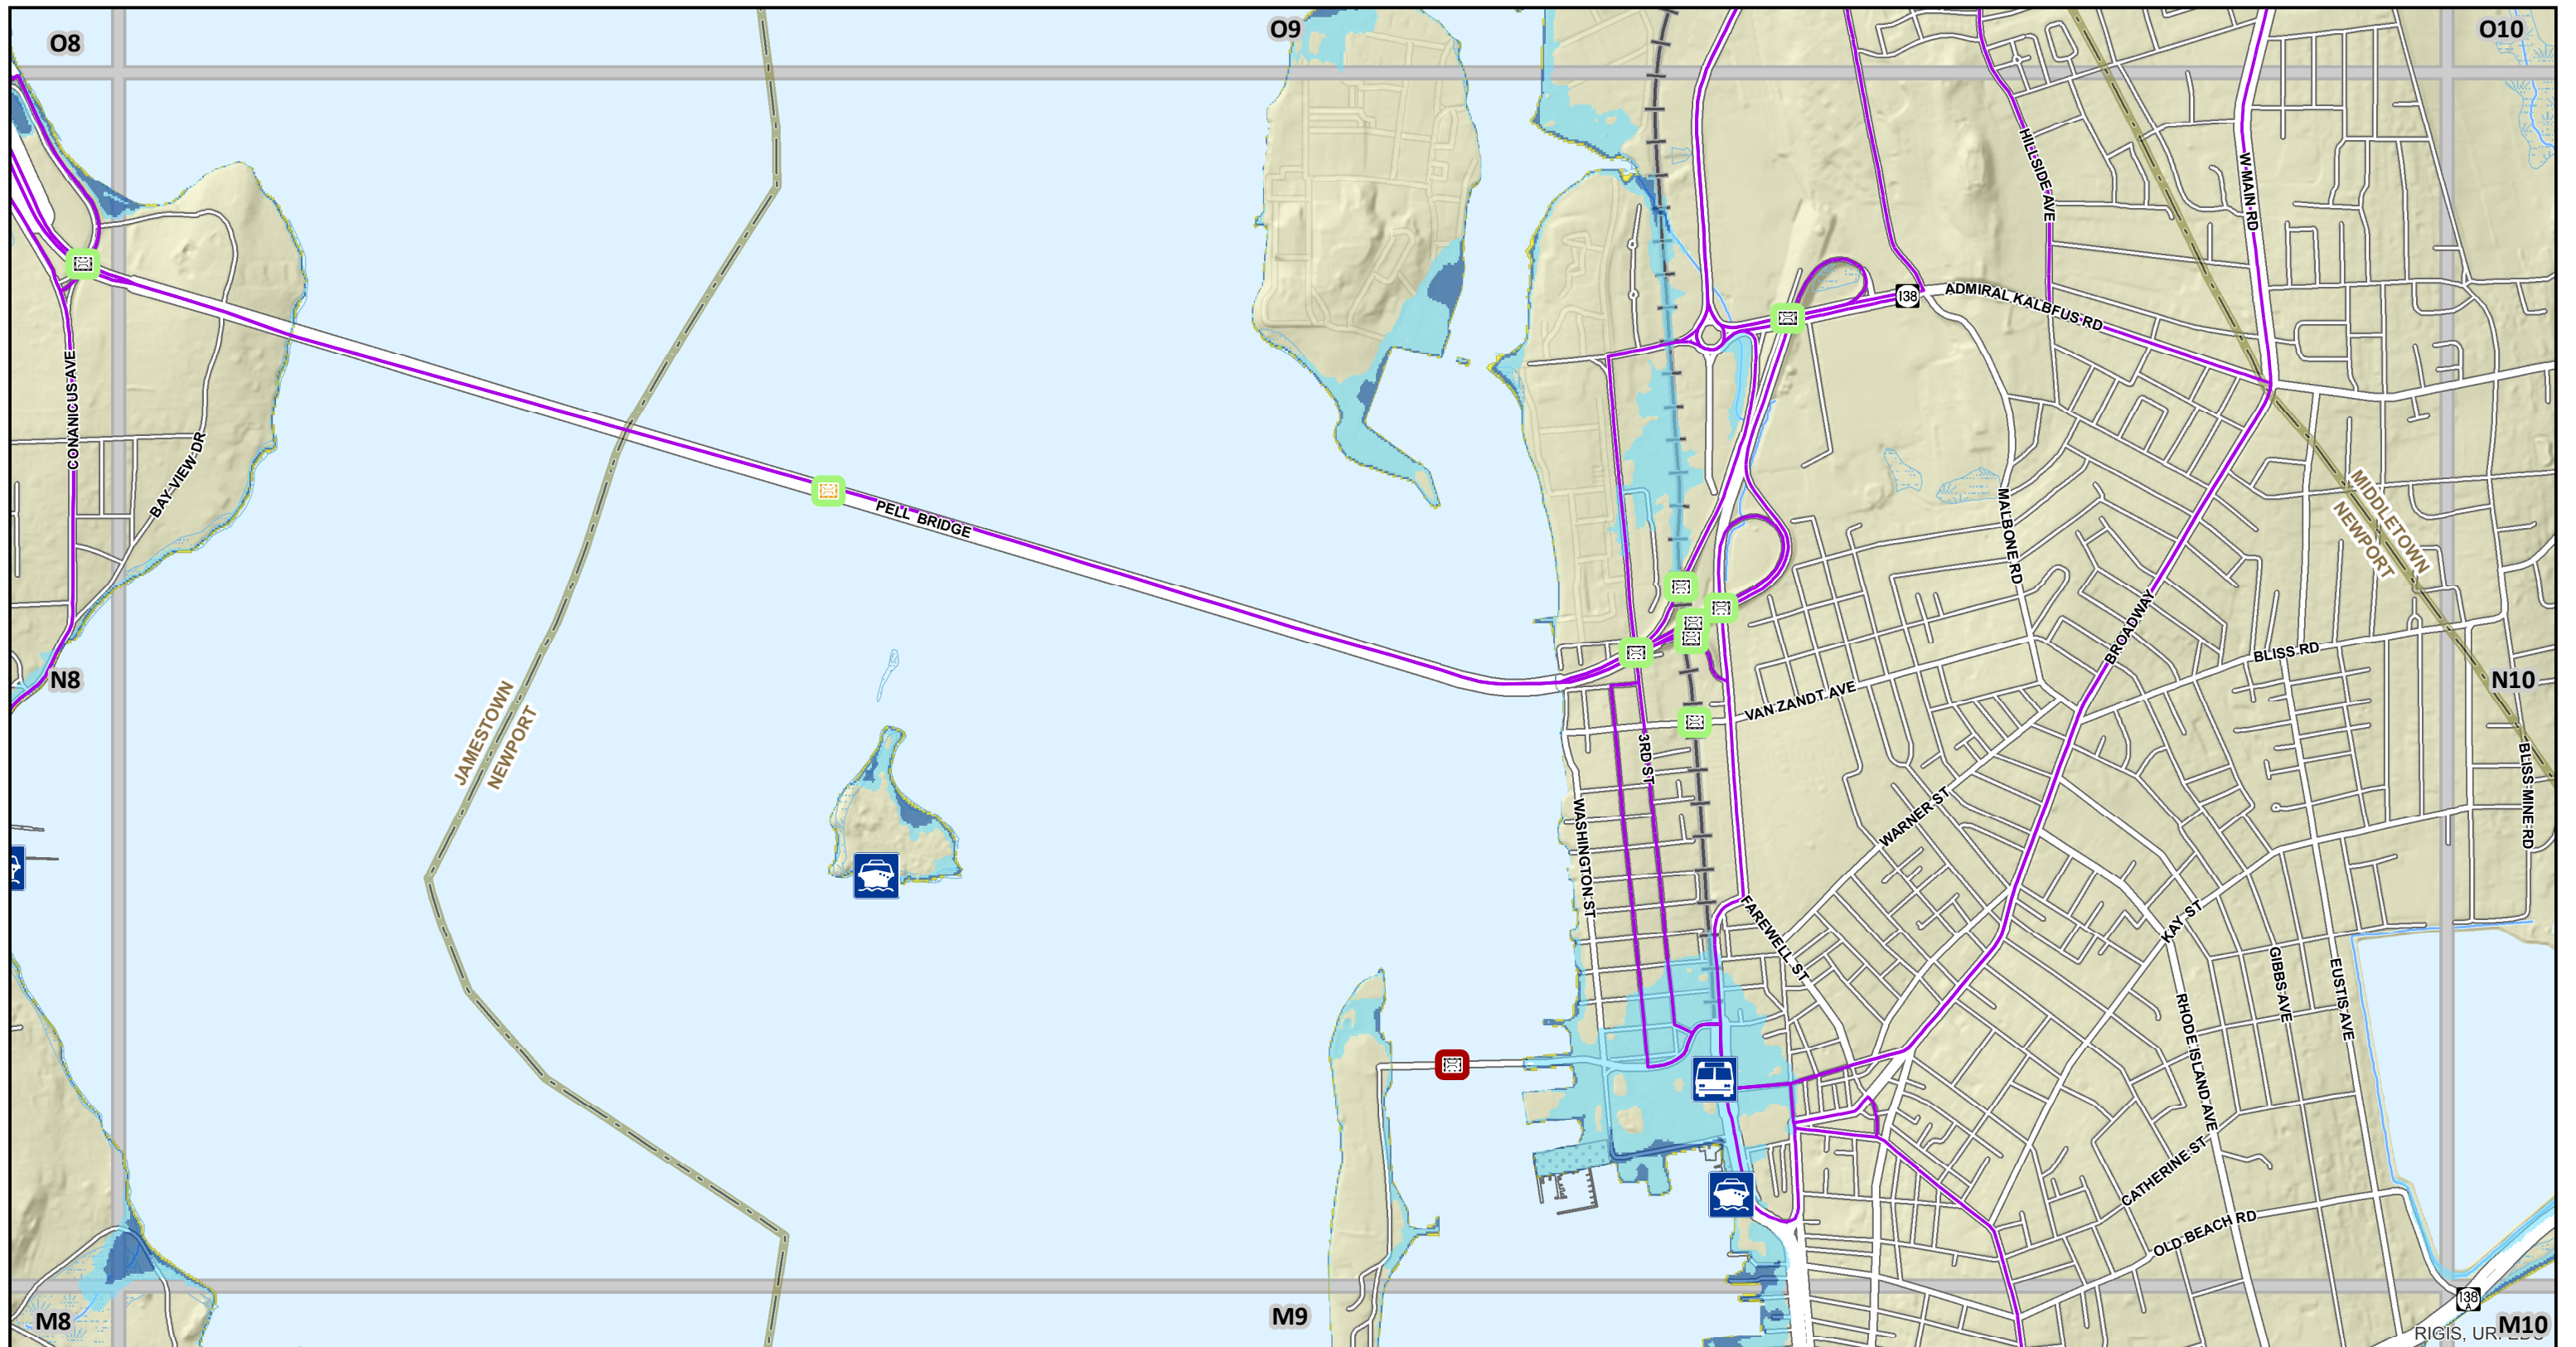 O8
O9
O10
HILLSIDE AVE
W MAIN RD
138
ADMIRAL KALBFUS RD
CONANICUS AVE
BAY VIEW DR
PELL BRIDGE
MALBONE RD
MIDDLETOWN
NEWPORT
BROADWAY
BLISS RD
N8
N10
VAN ZANDT AVE
JAMESTOWN
NEWPORT
3RD ST
BLISS MINE RD
WASHINGTON ST
WARNER ST
FAREWELL ST
KAY ST
GIBBS AVE
EUSTIS AVE
RHODE ISLAND AVE
CATHERINE ST
OLD BEACH RD
138
A
M8
M9
M10
RIGIS,